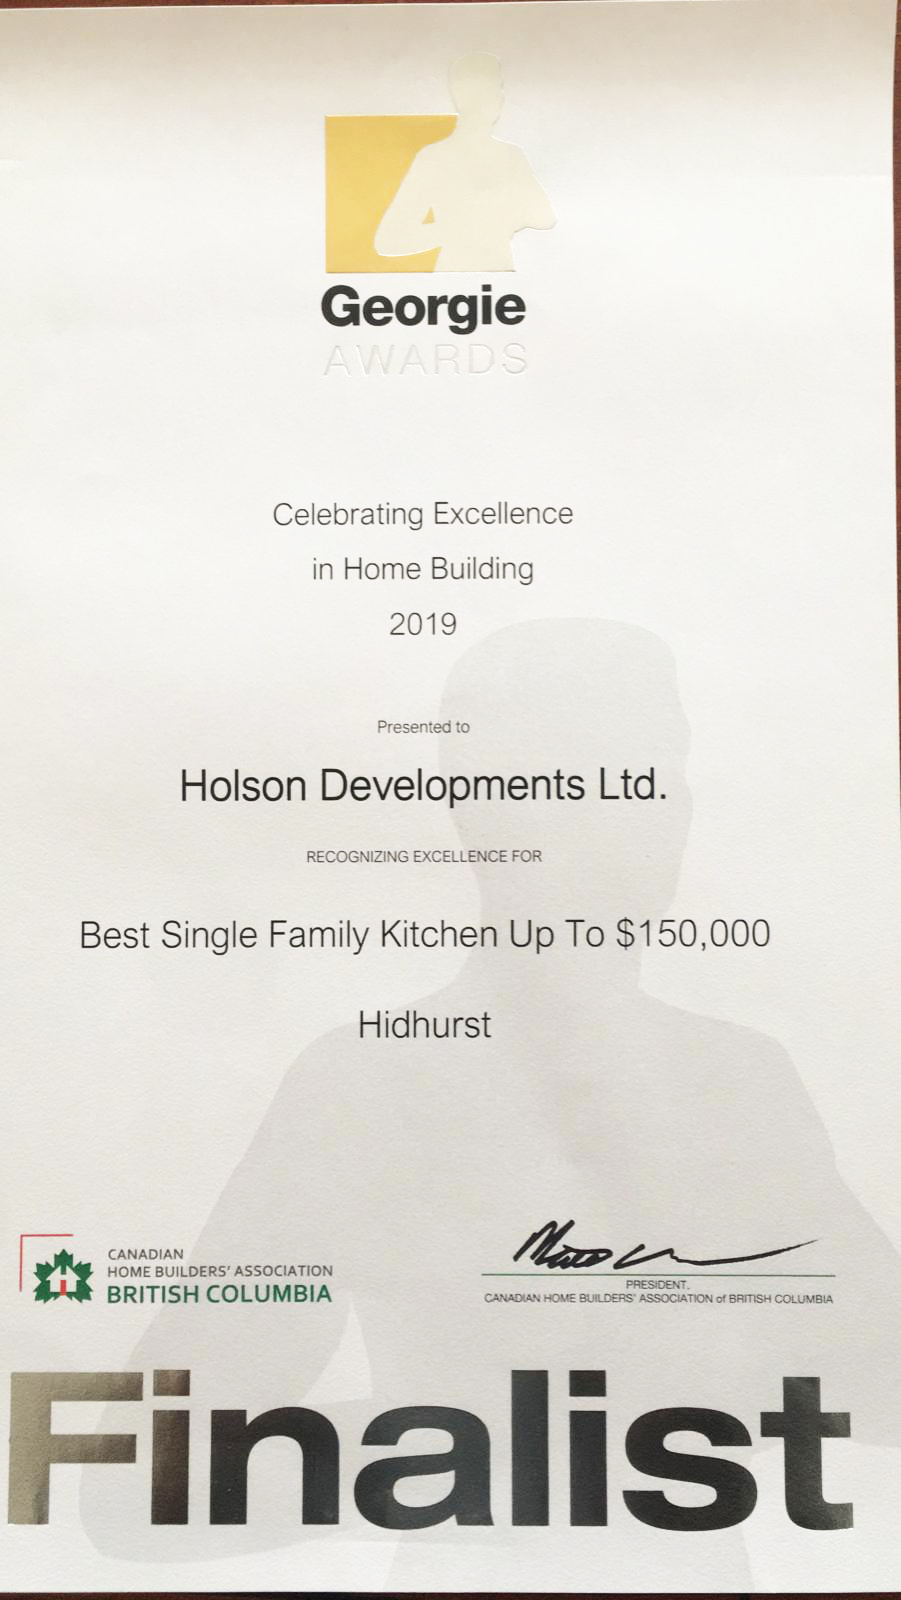 Georgie
AWARDS
Celebrating Excellence
in Home Building
2019
Presented to
Holson Developments Ltd.
RECOGNIZING EXCELLENCE FOR
Best Single Family Kitchen Up To $150,000
Hidhurst
CANADIAN
HOME BUILDERS' ASSOCIATION
BRITISH COLUMBIA
PRESIDENT,
CANADIAN HOME BUILDERS' ASSOCIATION of BRITISH COLUMBIA
Finalist